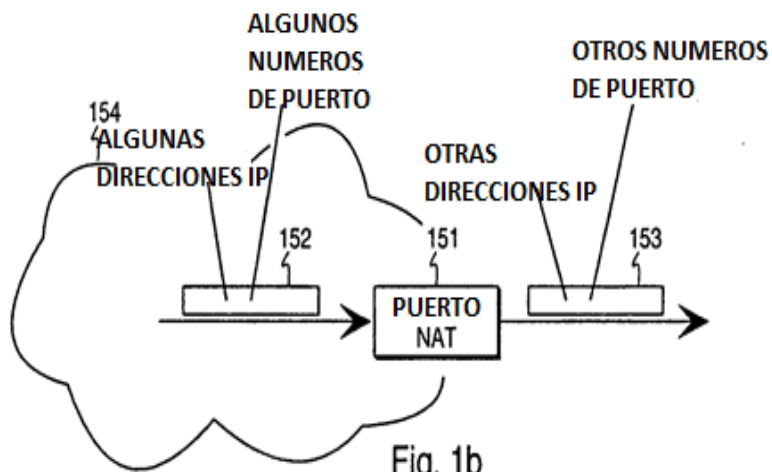 ALGUNOS
NUMEROS
DE PUERTO
OTROS NUMEROS
DE PUERTO
154
ALGUNAS
DIRECCIONES IP
OTRAS
DIRECCIONES IP
152
151
153
PUERTO
NAT
Fig. 1b